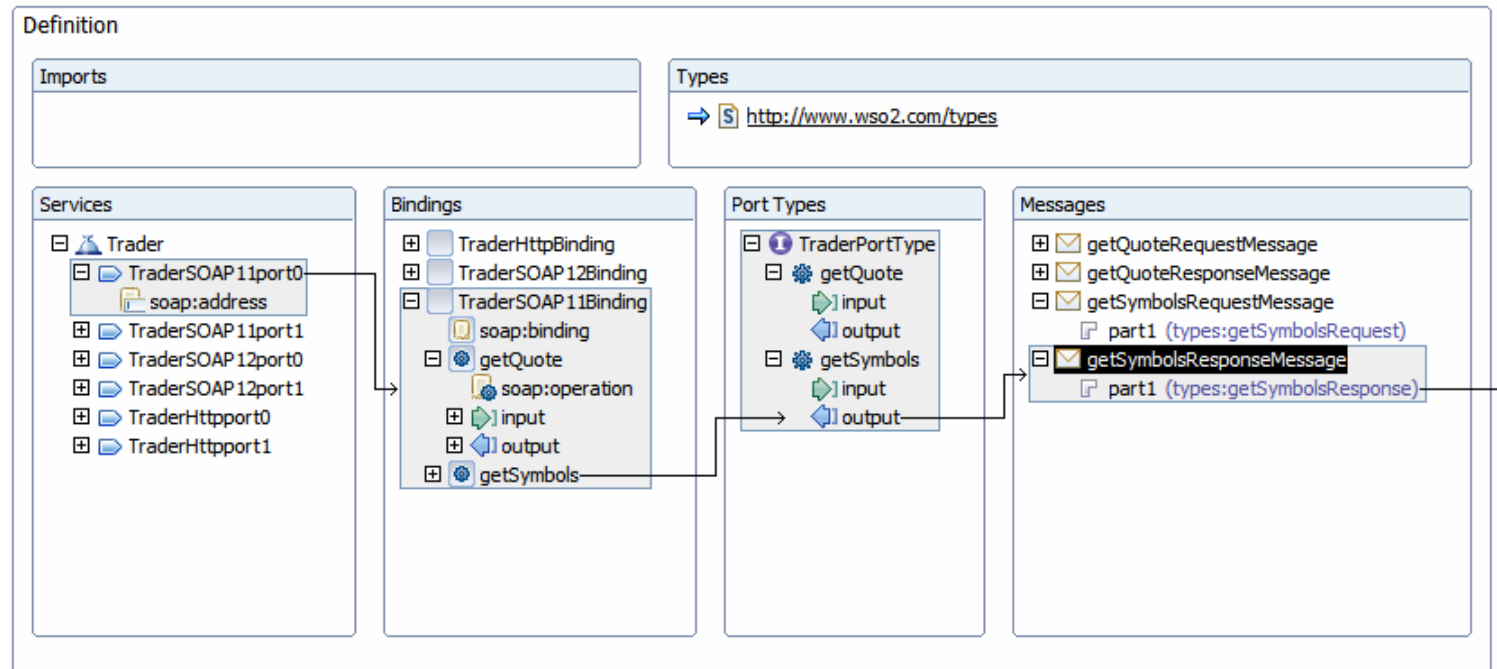 Definition
Imports
Types
S http://www.wso2.com/types
Services
Trader
TraderSOAP11port0
soap:address
TraderSOAP11port1
TraderSOAP12port0
TraderSOAP12port1
TraderHttpport0
TraderHttpport1
Bindings
TraderHttpBinding
TraderSOAP12Binding
TraderSOAP11Binding
soap:binding
getQuote
soap:operation
input
output
getSymbols
Port Types
I TraderPortType
getQuote
input
output
getSymbols
input
output
Messages
getQuoteRequestMessage
getQuoteResponseMessage
getSymbolsRequestMessage
part1 (types:getSymbolsRequest)
getSymbolsResponseMessage
part1 (types:getSymbolsResponse)